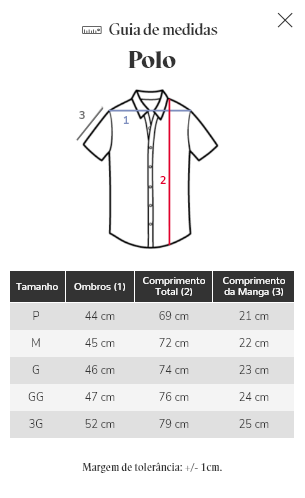 Guia de medidas
Polo
3
1
2
Tamanho Ombros (1) Comprimento Total (2) Comprimento da Manga (3)
P 44 cm 69 cm 21 cm
M 45 cm 72 cm 22 cm
G 46 cm 74 cm 23 cm
GG 47 cm 76 cm 24 cm
3G 52 cm 79 cm 25 cm
Margem de tolerância: +/- 1cm.